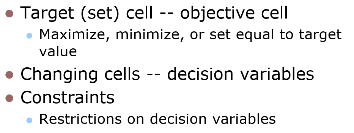 Target (set) cell -- objective cell
Maximize, minimize, or set equal to target
value
Changing cells -- decision variables
Constraints
Restrictions on decision variables